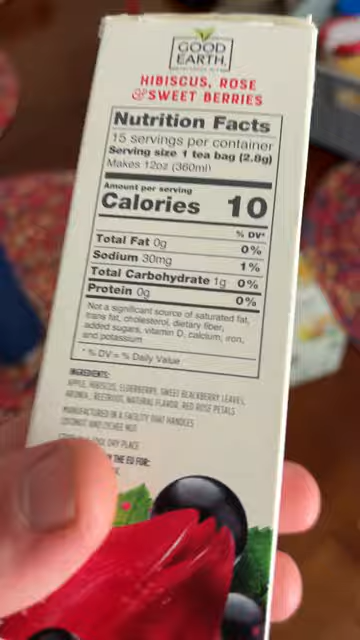 GOOD
EARTH.
HIBISCUS, ROSE
& SWEET BERRIES
Nutrition Facts
15 servings per container
Serving size 1 tea bag (2.8g)
Makes 12oz (360ml)
Amount per serving
Calories 10
% DV*
Total Fat 0g 0%
Sodium 30mg 1%
Total Carbohydrate 1g 0%
Protein 0g 0%
Not a significant source of saturated fat,
trans fat, cholesterol, dietary fiber,
added sugars, vitamin D, calcium, iron,
and potassium
* % DV = % Daily Value
INGREDIENTS:
APPLE, HIBISCUS, ELDERBERRY, SWEET BLACKBERRY LEAVES,
ARONIA, BEETROOT, NATURAL FLAVOR, RED ROSE PETALS
MANUFACTURED IN A FACILITY THAT HANDLES
COCONUT AND LYCHEE NUT
COOL DRY PLACE
THE EU FOR: